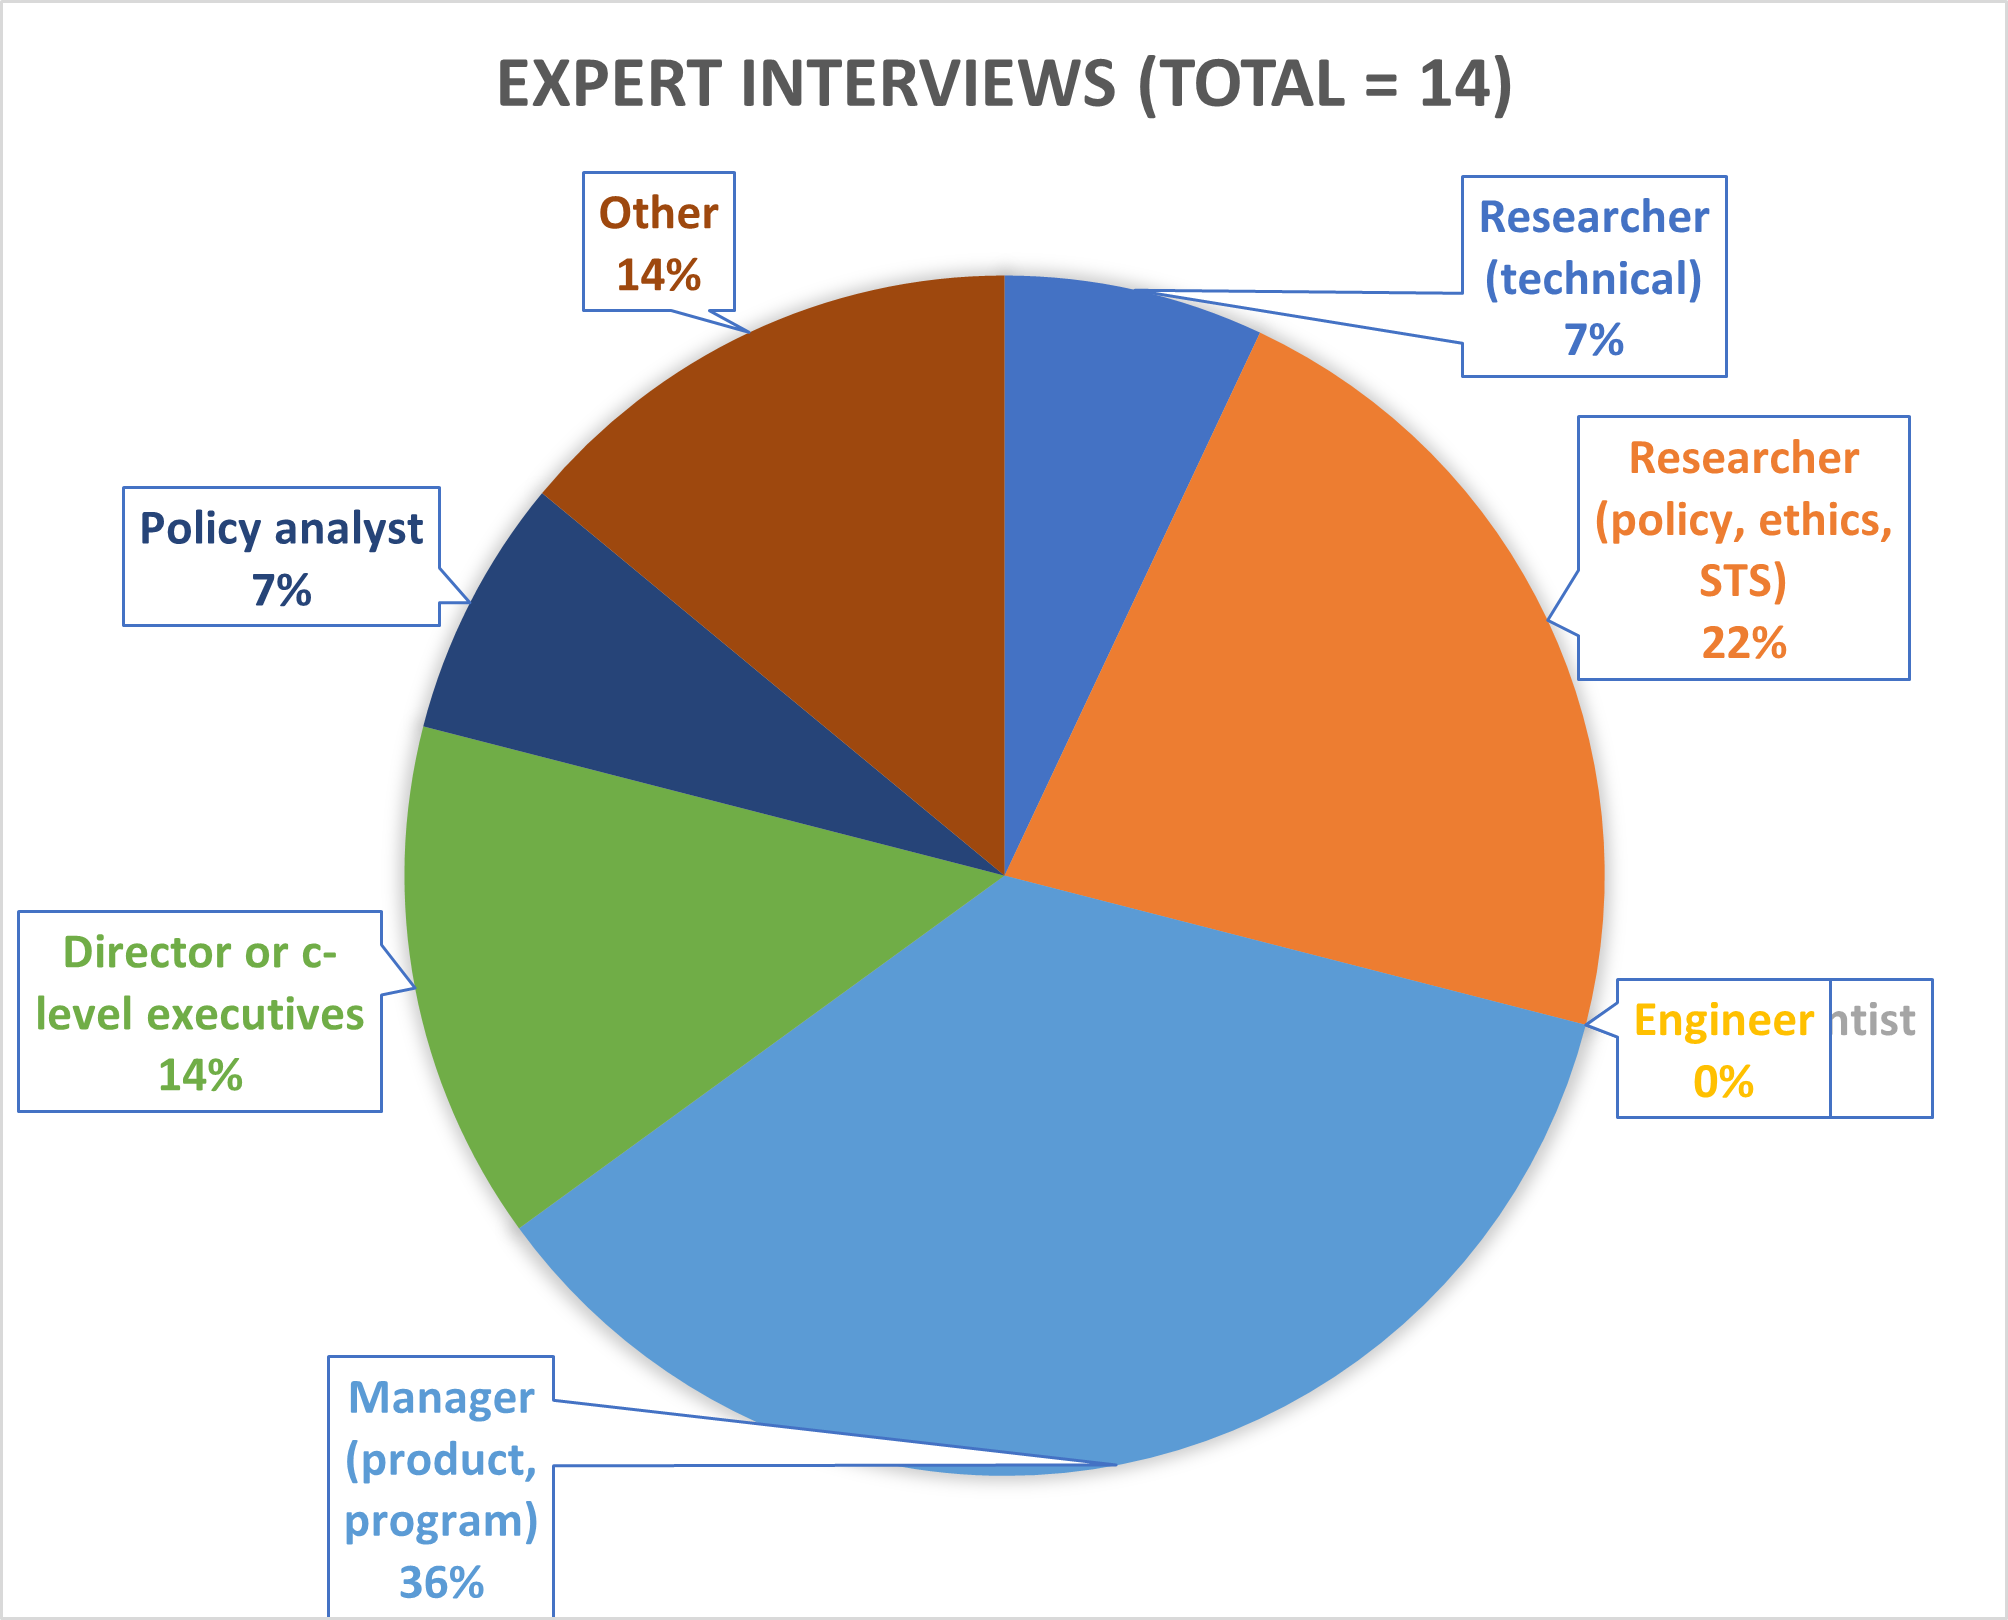 EXPERT INTERVIEWS (TOTAL = 14)
Other
14%
Researcher
(technical)
7%
Researcher
(policy, ethics,
STS)
22%
Policy analyst
7%
Director or c-
level executives
14%
Engineer
0%
Manager
(product,
program)
36%